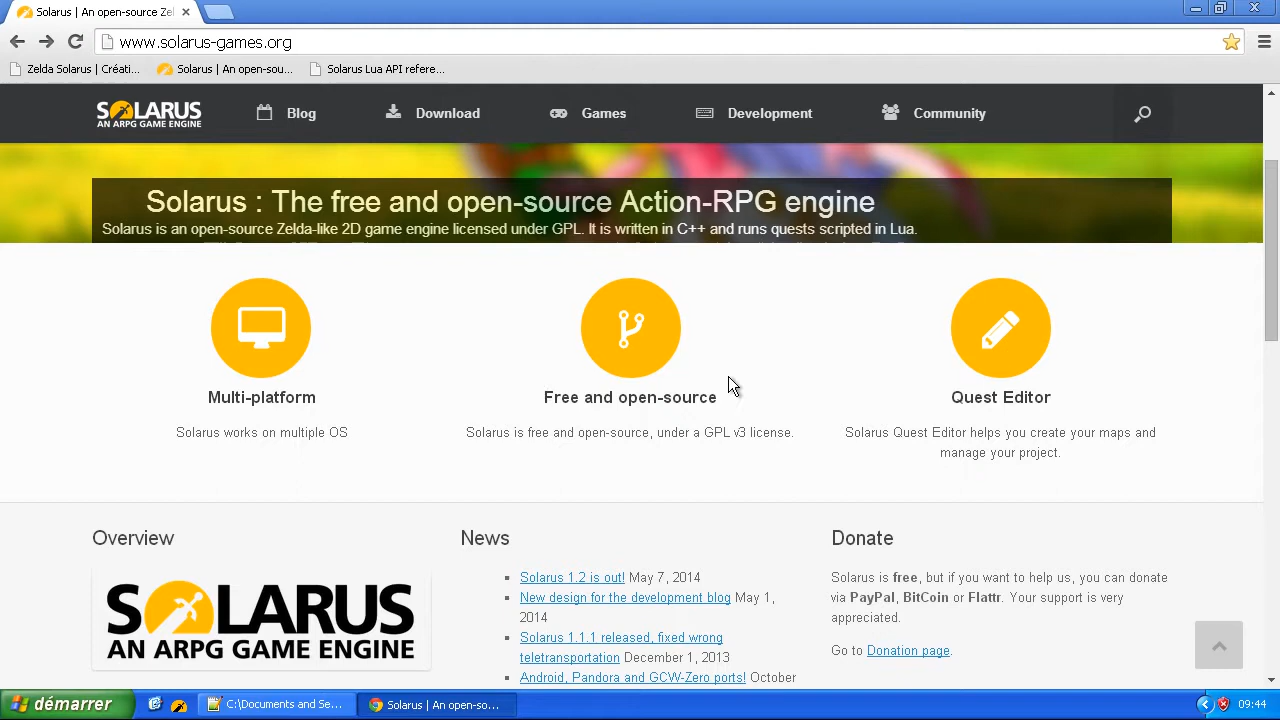 Solarus | An open-source Zel
www.solarus-games.org
Zelda Solarus | Créati...
Solarus | An open-sou...
Solarus Lua API refere...
SOLARUS
AN ARPG GAME ENGINE
Blog
Download
Games
Development
Community
Solarus : The free and open-source Action-RPG engine
Solarus is an open-source Zelda-like 2D game engine licensed under GPL. It is written in C++ and runs quests scripted in Lua.
Multi-platform
Solarus works on multiple OS
Free and open-source
Solarus is free and open-source, under a GPL v3 license.
Quest Editor
Solarus Quest Editor helps you create your maps and
manage your project.
Overview
SOLARUS
AN ARPG GAME ENGINE
News
Solarus 1.2 is out! May 7, 2014
New design for the development blog May 1,
2014
Solarus 1.1.1 released, fixed wrong
teletransportation December 1, 2013
Android, Pandora and GCW-Zero ports! October
Donate
Solarus is free, but if you want to help us, you can donate
via PayPal, BitCoin or Flattr. Your support is very
appreciated.
Go to Donation page.
démarrer
C:\Documents and Se...
Solarus | An open-so...
09:44